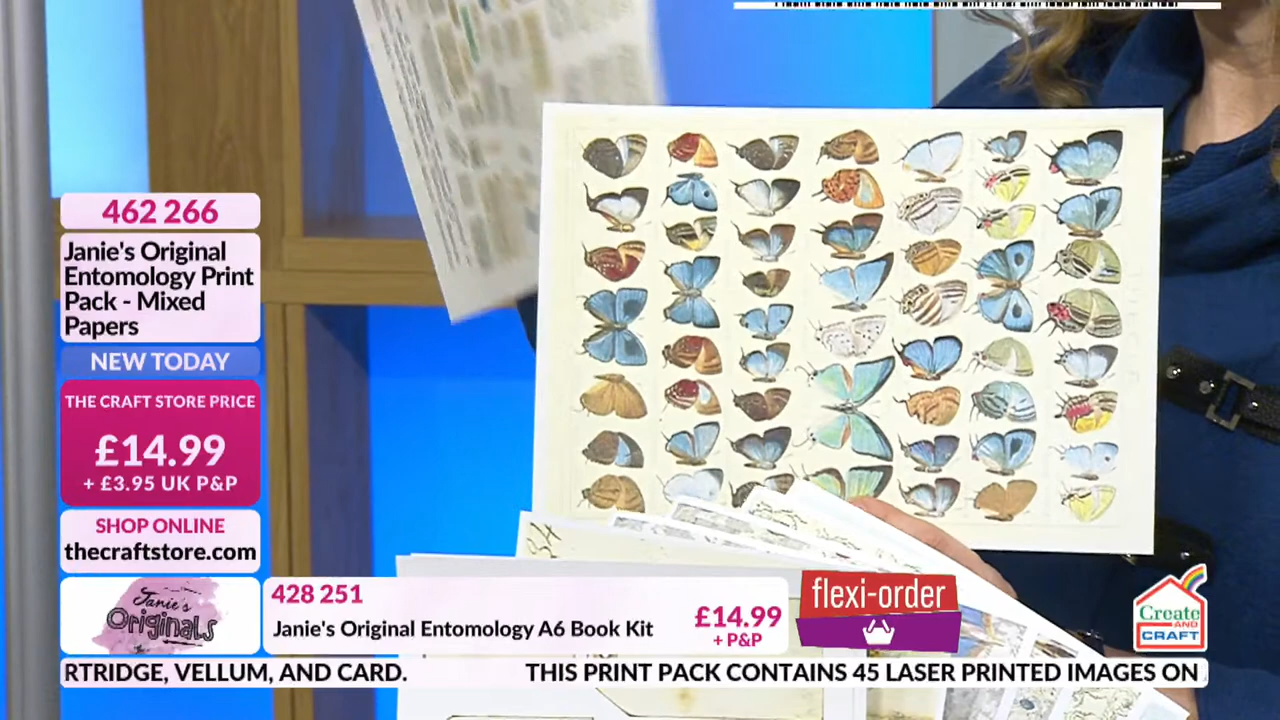 462 266
Janie's Original
Entomology Print
Pack - Mixed
Papers
NEW TODAY
THE CRAFT STORE PRICE
£14.99
+ £3.95 UK P&P
SHOP ONLINE
thecraftstore.com
Janie's
Originals
428 251
Janie's Original Entomology A6 Book Kit
£14.99
+ P&P
flexi-order
Create
AND
CRAFT
RTRIDGE, VELLUM, AND CARD. THIS PRINT PACK CONTAINS 45 LASER PRINTED IMAGES ON